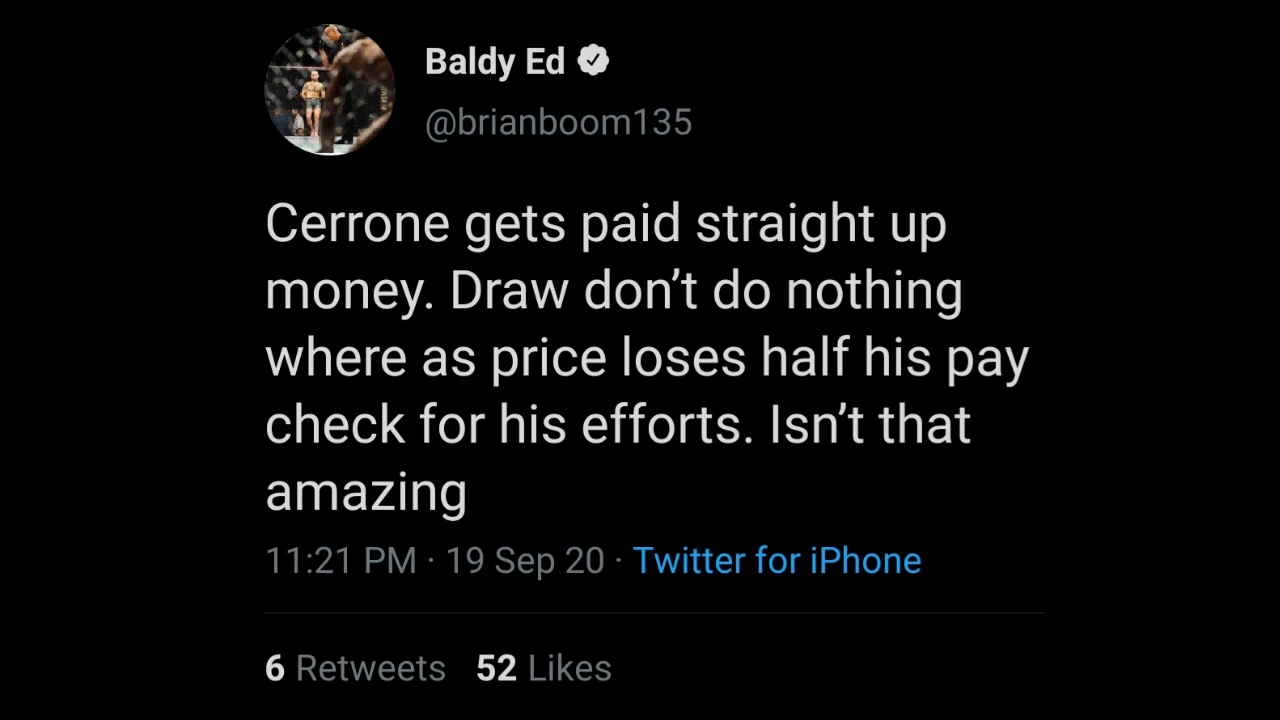 Baldy Ed
@brianboom135
Cerrone gets paid straight up
money. Draw don’t do nothing
where as price loses half his pay
check for his efforts. Isn’t that
amazing
11:21 PM · 19 Sep 20 · Twitter for iPhone
6 Retweets 52 Likes